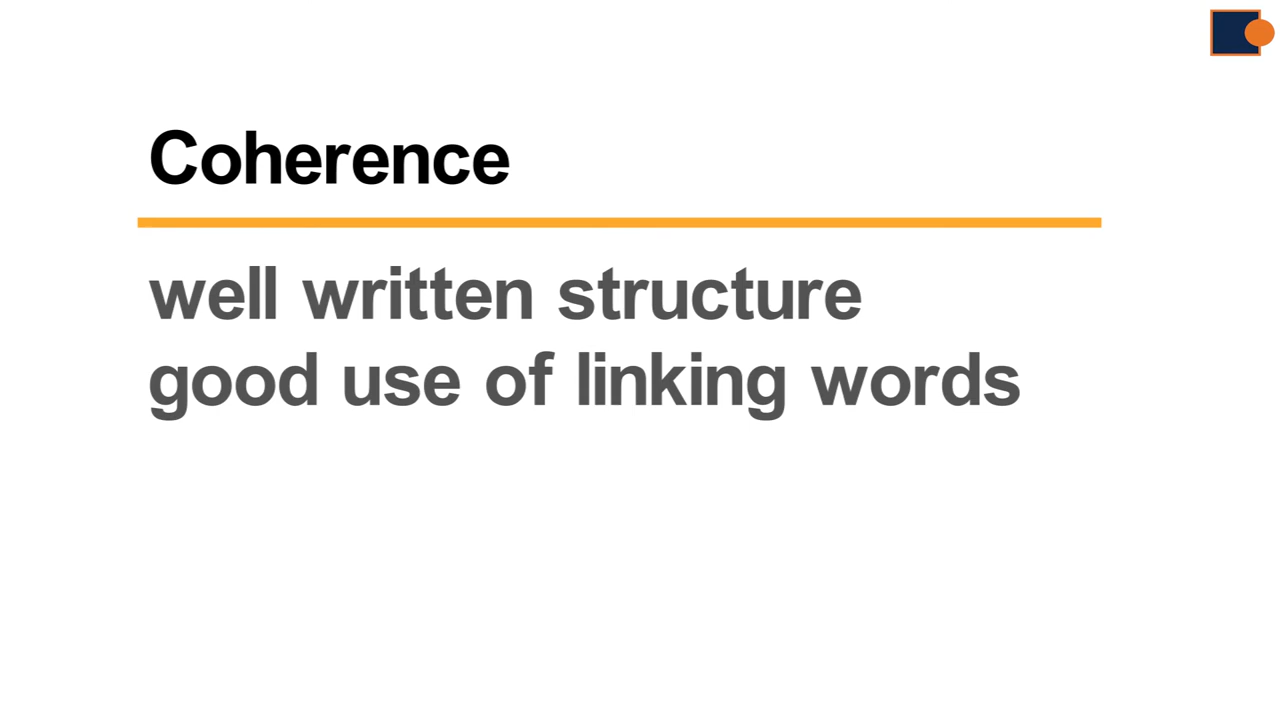 Coherence
well written structure
good use of linking words